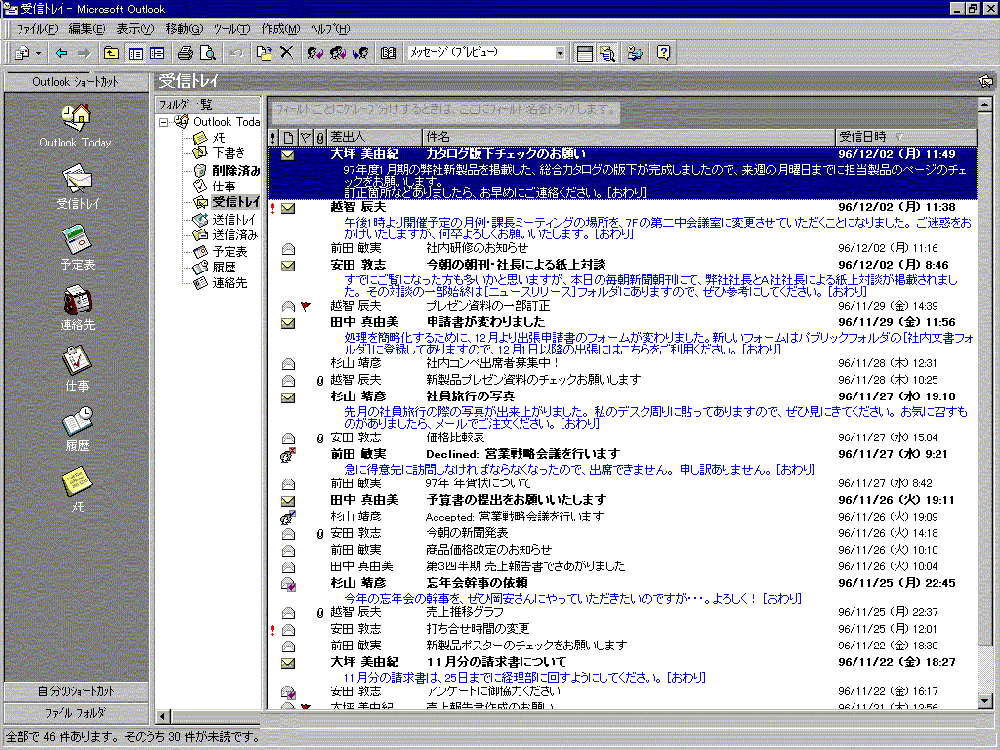 受信トレイ - Microsoft Outlook
ファイル(F) 編集(E) 表示(V) 移動(G) ツール(T) 作成(M) ヘルプ(H)
メッセージ (プレビュー)
Outlook ショートカット
受信トレイ
Outlook Today
受信トレイ
予定表
連絡先
仕事
履歴
メモ
自分のショートカット
ファイル フォルダ
フォルダ一覧
Outlook Toda
メモ
下書き
削除済み
仕事
受信トレイ
送信トレイ
送信済み
予定表
履歴
連絡先
フィールドごとにグループ分けするときは、ここにフィールド名をドラッグします。
差出人 件名 受信日時
大坪 美由紀 カタログ版下チェックのお願い 96/12/02 (月) 11:49
97年度1月期の弊社新製品を掲載した、総合カタログの版下が完成しましたので、来週の月曜日までに担当製品のページのチェ
ックをお願いします。
訂正箇所などありましたら、お早めにご連絡ください。[おわり]
越智 辰夫 96/12/02 (月) 11:38
午後1時より開催予定の月例・課長ミーティングの場所を、7Fの第二中会議室に変更させていただくことになりました。ご迷惑をお
かけいたしますが、何卒よろしくお願いいたします。[おわり]
前田 敏実 社内研修のお知らせ 96/12/02 (月) 11:16
安田 敦志 今朝の朝刊・社長による紙上対談 96/12/02 (月) 8:46
すでにご覧になった方も多いかと思いますが、本日の毎朝新聞朝刊にて、弊社社長とA社社長による紙上対談が掲載されまし
た。その対談の一部始終は[ニュースリリース]フォルダにありますので、ぜひ参考にしてください。[おわり]
越智 辰夫 プレゼン資料の一部訂正 96/11/29 (金) 14:39
田中 真由美 申請書が変わりました 96/11/29 (金) 11:56
処理を簡略化するために、12月より出張申請書のフォームが変わりました。新しいフォームはパブリックフォルダの[社内文書フォ
ルダ]に登録してありますので、12月1日以降の出張にはこちらをご利用ください。[おわり]
杉山 靖彦 社内コンペ出席者募集中! 96/11/28 (木) 12:31
越智 辰夫 新製品プレゼン資料のチェックお願いします 96/11/28 (木) 10:25
杉山 靖彦 社員旅行の写真 96/11/27 (水) 19:10
先月の社員旅行の際の写真が出来上がりました。私のデスク周りに貼ってありますので、ぜひ見にきてください。お気に召すも
のがありましたら、メールでご注文ください。[おわり]
安田 敦志 価格比較表 96/11/27 (水) 15:04
前田 敏実 Declined: 営業戦略会議を行います 96/11/27 (水) 9:21
急に得意先に訪問しなければならなくなったので、出席できません。申し訳ありません。[おわり]
前田 敏実 97年 年賀状について 96/11/27 (水) 8:42
田中 真由美 予算書の提出をお願いいたします 96/11/26 (火) 19:11
杉山 靖彦 Accepted: 営業戦略会議を行います 96/11/26 (火) 19:09
安田 敦志 今朝の新聞発表 96/11/26 (火) 14:18
前田 敏実 商品価格改定のお知らせ 96/11/26 (火) 10:10
田中 真由美 第3四半期 売上報告書できあがりました 96/11/26 (火) 10:04
杉山 靖彦 忘年会幹事の依頼 96/11/25 (月) 22:45
今年の忘年会の幹事を、ぜひ岡安さんにやっていただきたいのですが・・・。よろしく! [おわり]
越智 辰夫 売上推移グラフ 96/11/25 (月) 22:37
安田 敦志 打ち合せ時間の変更 96/11/25 (月) 12:01
前田 敏実 新製品ポスターのチェックをお願いします 96/11/22 (金) 18:30
大坪 美由紀 11月分の請求書について 96/11/22 (金) 18:27
11月分の請求書は、25日までに経理部に回すようにしてください。[おわり]
安田 敦志 アンケートに御協力ください 96/11/22 (金) 16:17
大坪 美由紀 売上報告書作成のお願い 96/11/21 (木) 12:56
全部で 46 件あります。そのうち 30 件が未読です。